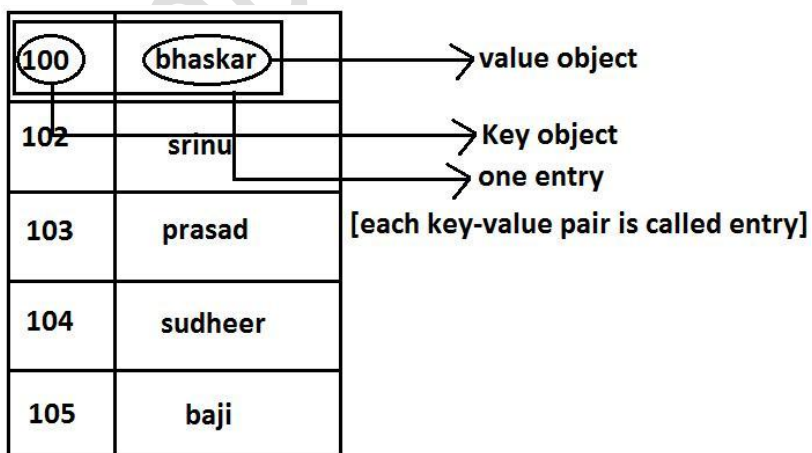 100 bhaskar value object
102 srinu Key object
one entry
103 prasad [each key-value pair is called entry]
104 sudheer
105 baji